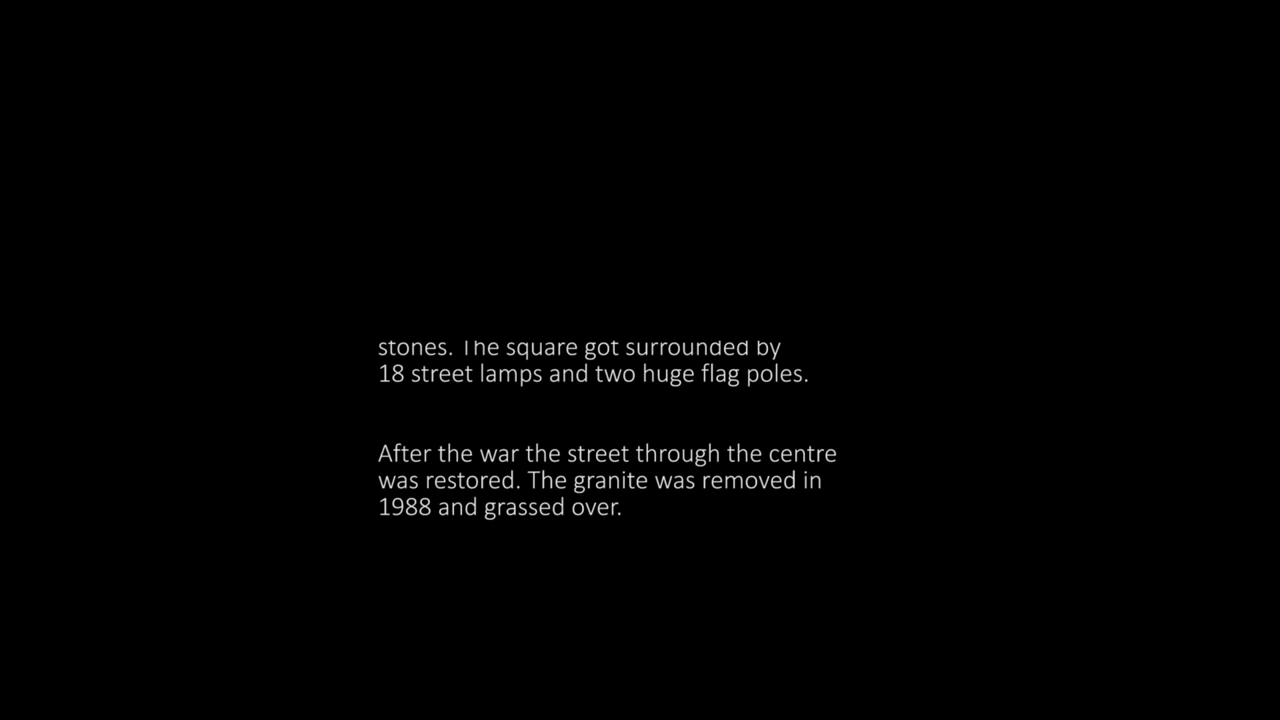 stones. The square got surrounded by
18 street lamps and two huge flag poles.
After the war the street through the centre
was restored. The granite was removed in
1988 and grassed over.